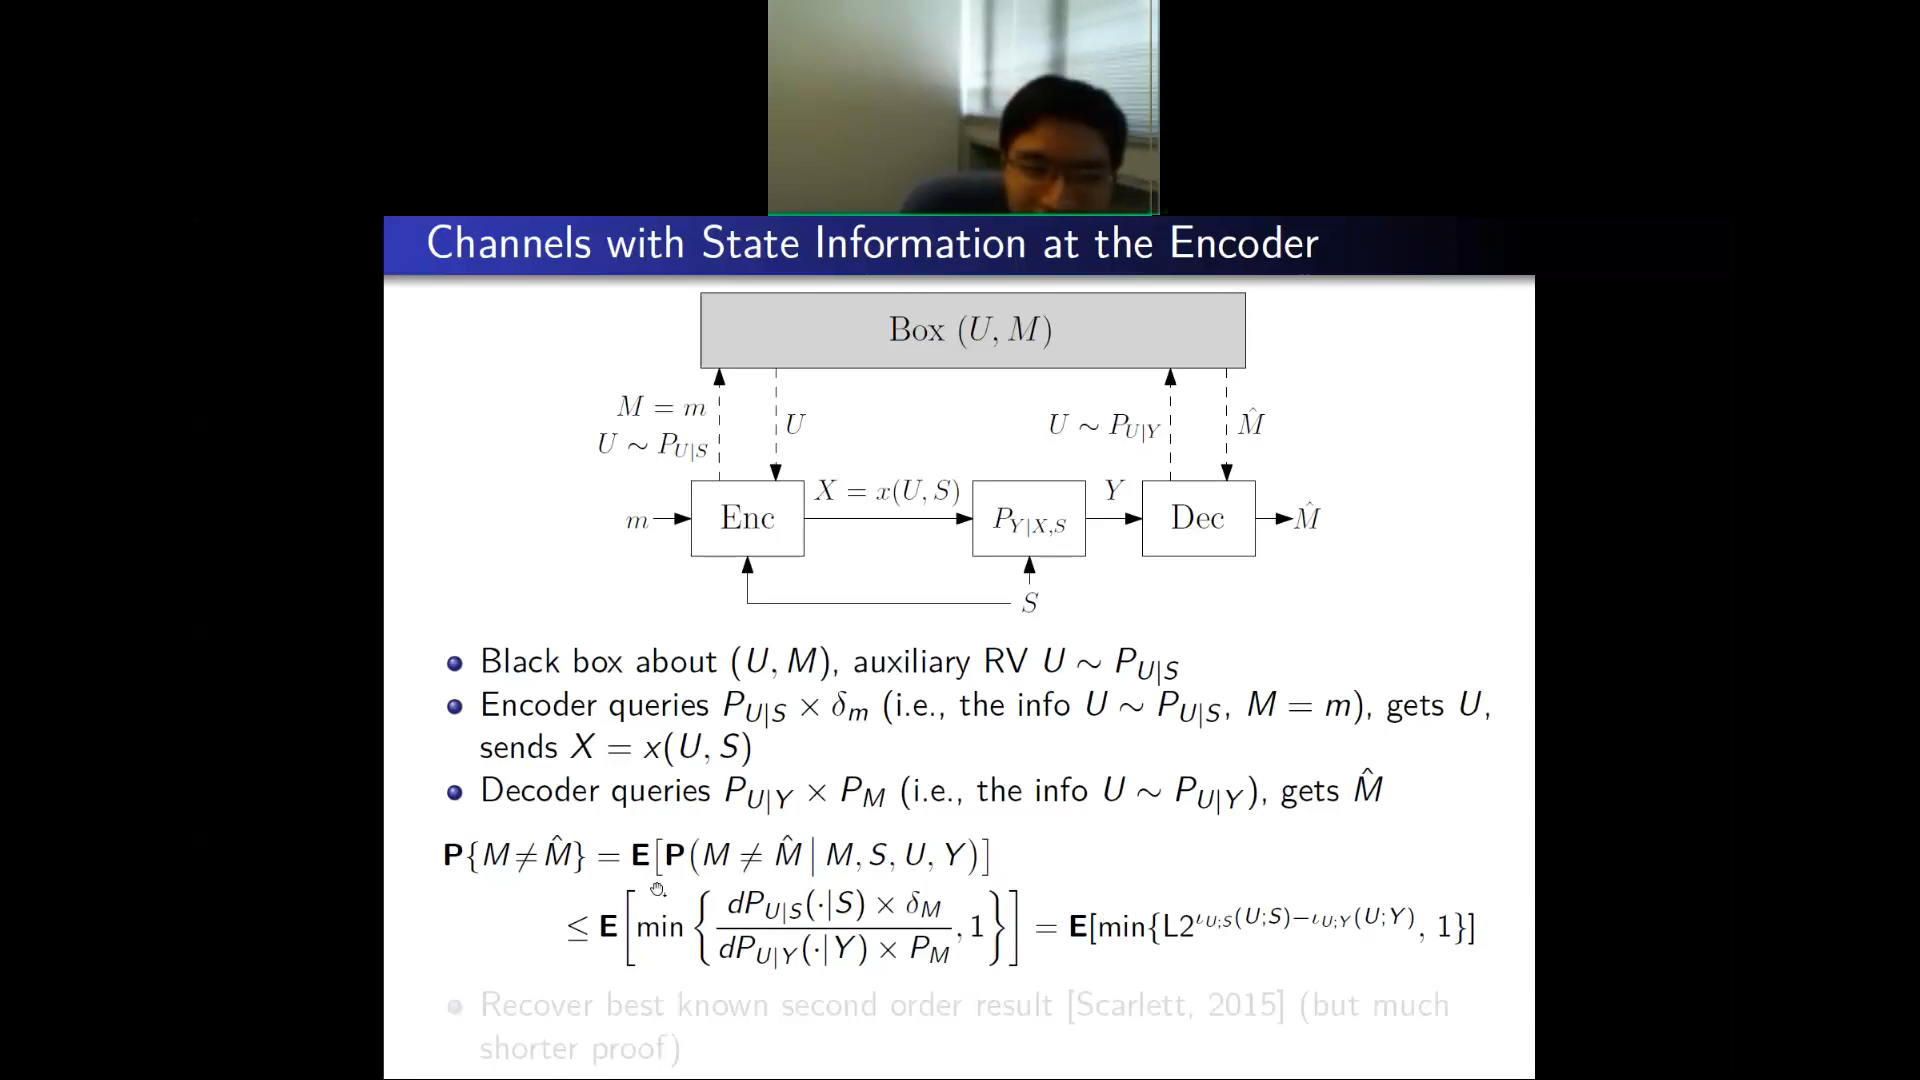 Channels with State Information at the Encoder
Box (U, M)
M = m
U ∼ P_{U|S}
U
U ∼ P_{U|Y}
M̂
m
Enc
X = x(U, S)
P_{Y|X,S}
Y
Dec
M̂
S
Black box about (U, M), auxiliary RV U ∼ P_{U|S}
Encoder queries P_{U|S} × δ_m (i.e., the info U ∼ P_{U|S}, M = m), gets U,
sends X = x(U, S)
Decoder queries P_{U|Y} × P_M (i.e., the info U ∼ P_{U|Y}), gets M̂
P{M ≠ M̂} = E[P(M ≠ M̂ | M, S, U, Y)]
≤ E[min{dP_{U|S}(·|S) × δ_M / dP_{U|Y}(·|Y) × P_M, 1}] = E[min{L2^{ι_{U;S}(U;S)−ι_{U;Y}(U;Y)}, 1}]
Recover best known second order result [Scarlett, 2015] (but much
shorter proof)